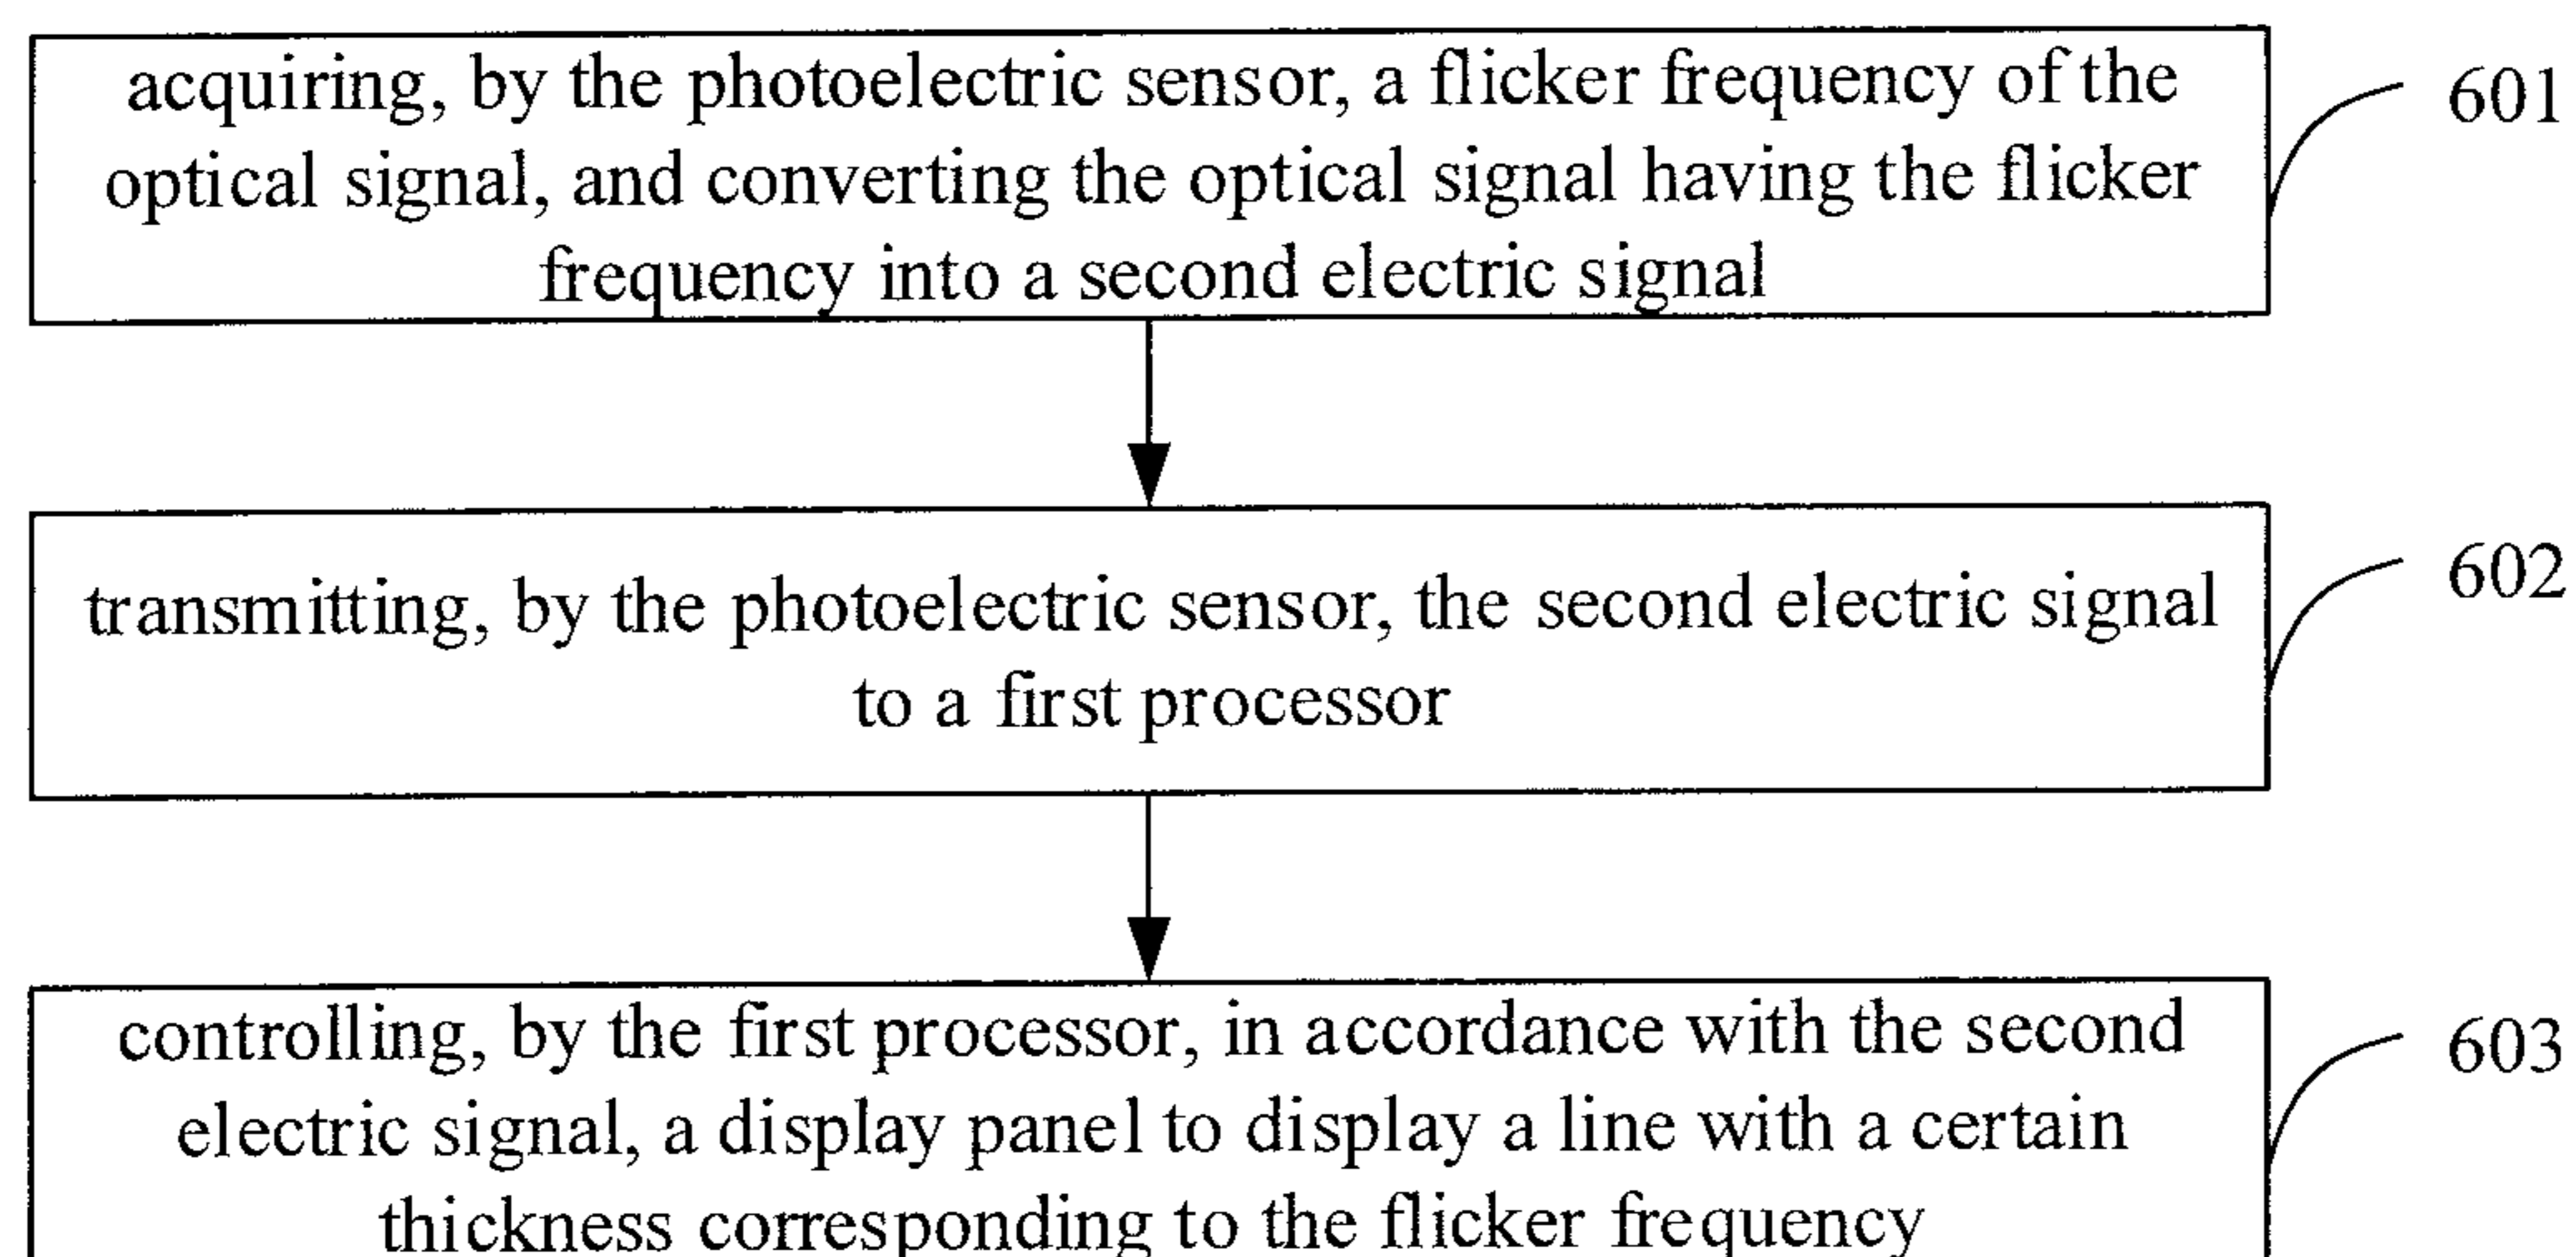 acquiring, by the photoelectric sensor, a flicker frequency of the
optical signal, and converting the optical signal having the flicker
frequency into a second electric signal
601
transmitting, by the photoelectric sensor, the second electric signal
to a first processor
602
controlling, by the first processor, in accordance with the second
electric signal, a display panel to display a line with a certain
thickness corresponding to the flicker frequency
603